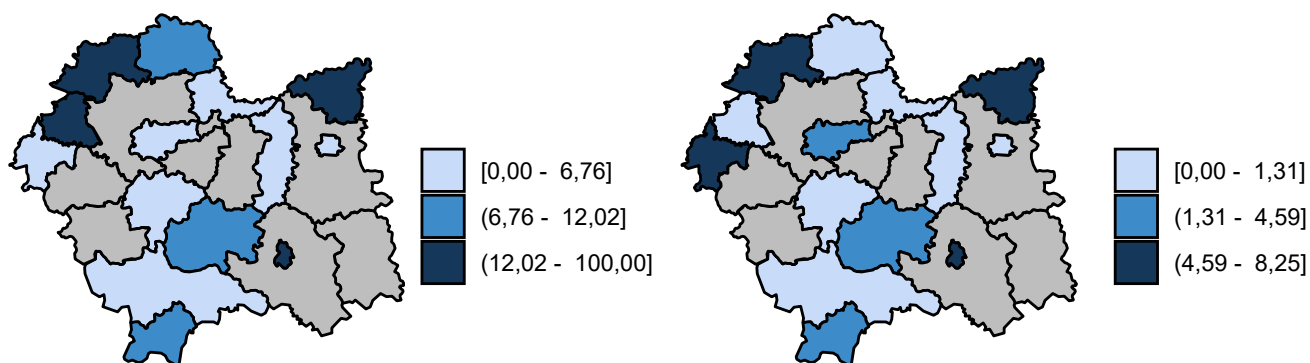 [0,00 - 6,76]
(6,76 - 12,02]
(12,02 - 100,00]
[0,00 - 1,31]
(1,31 - 4,59]
(4,59 - 8,25]